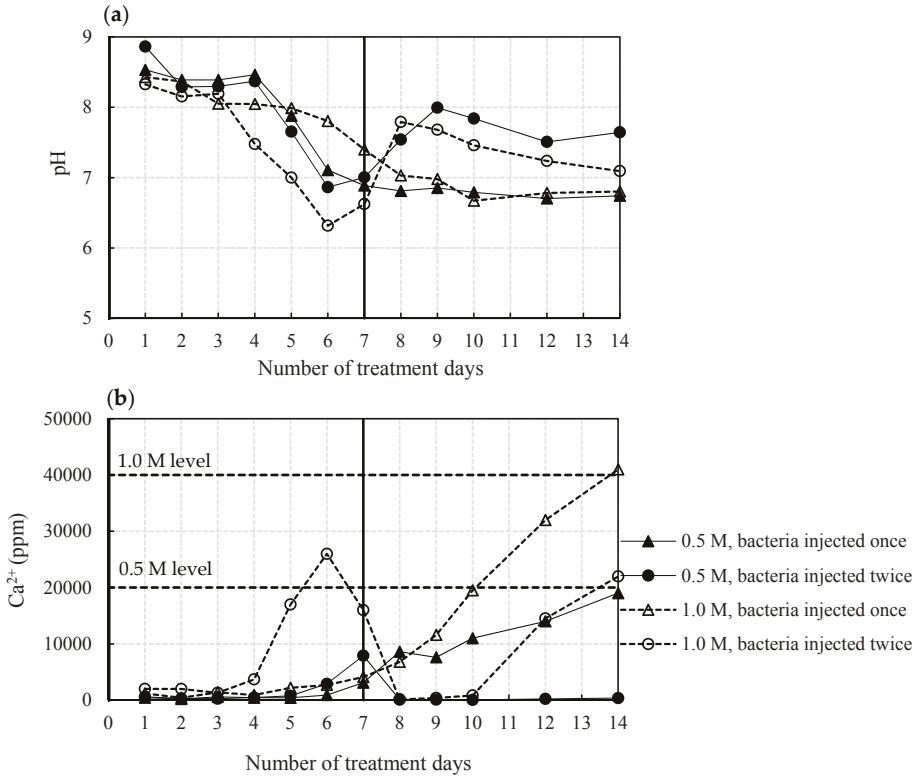 (a)
9
8
7
6
5
pH
0 1 2 3 4 5 6 7 8 9 10 11 12 13 14
Number of treatment days
(b)
50000
40000
30000
20000
10000
0
Ca²⁺ (ppm)
1.0 M level
0.5 M level
0 1 2 3 4 5 6 7 8 9 10 11 12 13 14
Number of treatment days
0.5 M, bacteria injected once
0.5 M, bacteria injected twice
1.0 M, bacteria injected once
1.0 M, bacteria injected twice